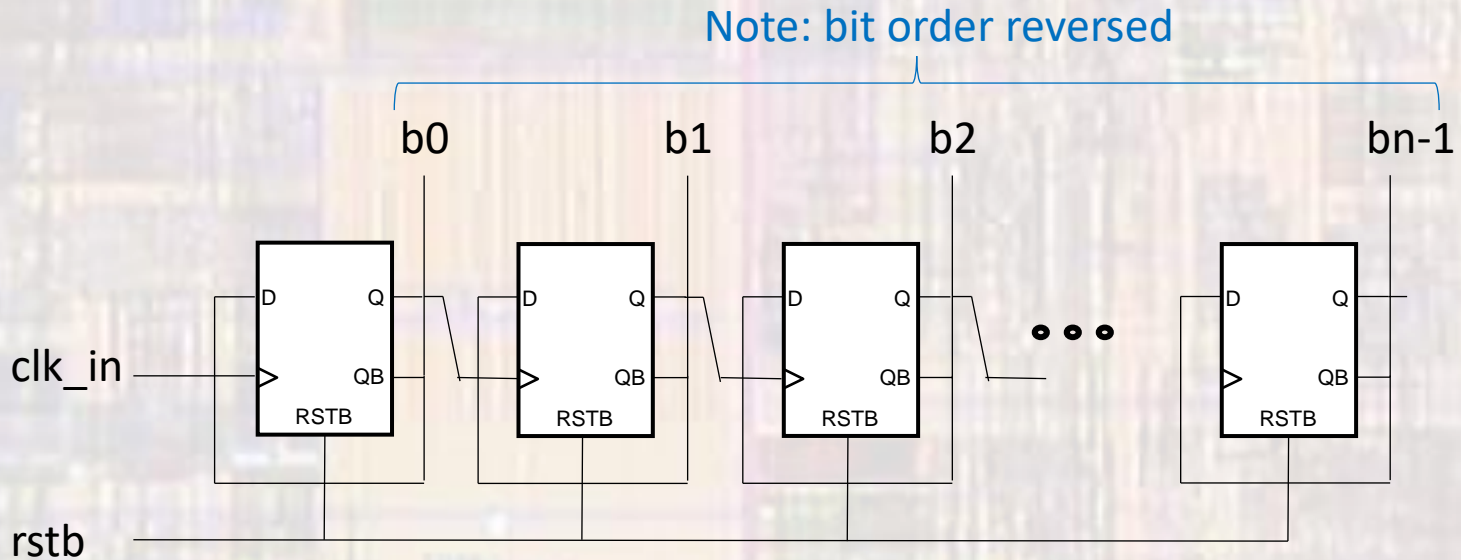 Note: bit order reversed
b0 b1 b2 bn-1
D Q D Q D Q D Q
clk_in QB QB QB QB
RSTB RSTB RSTB RSTB
rstb